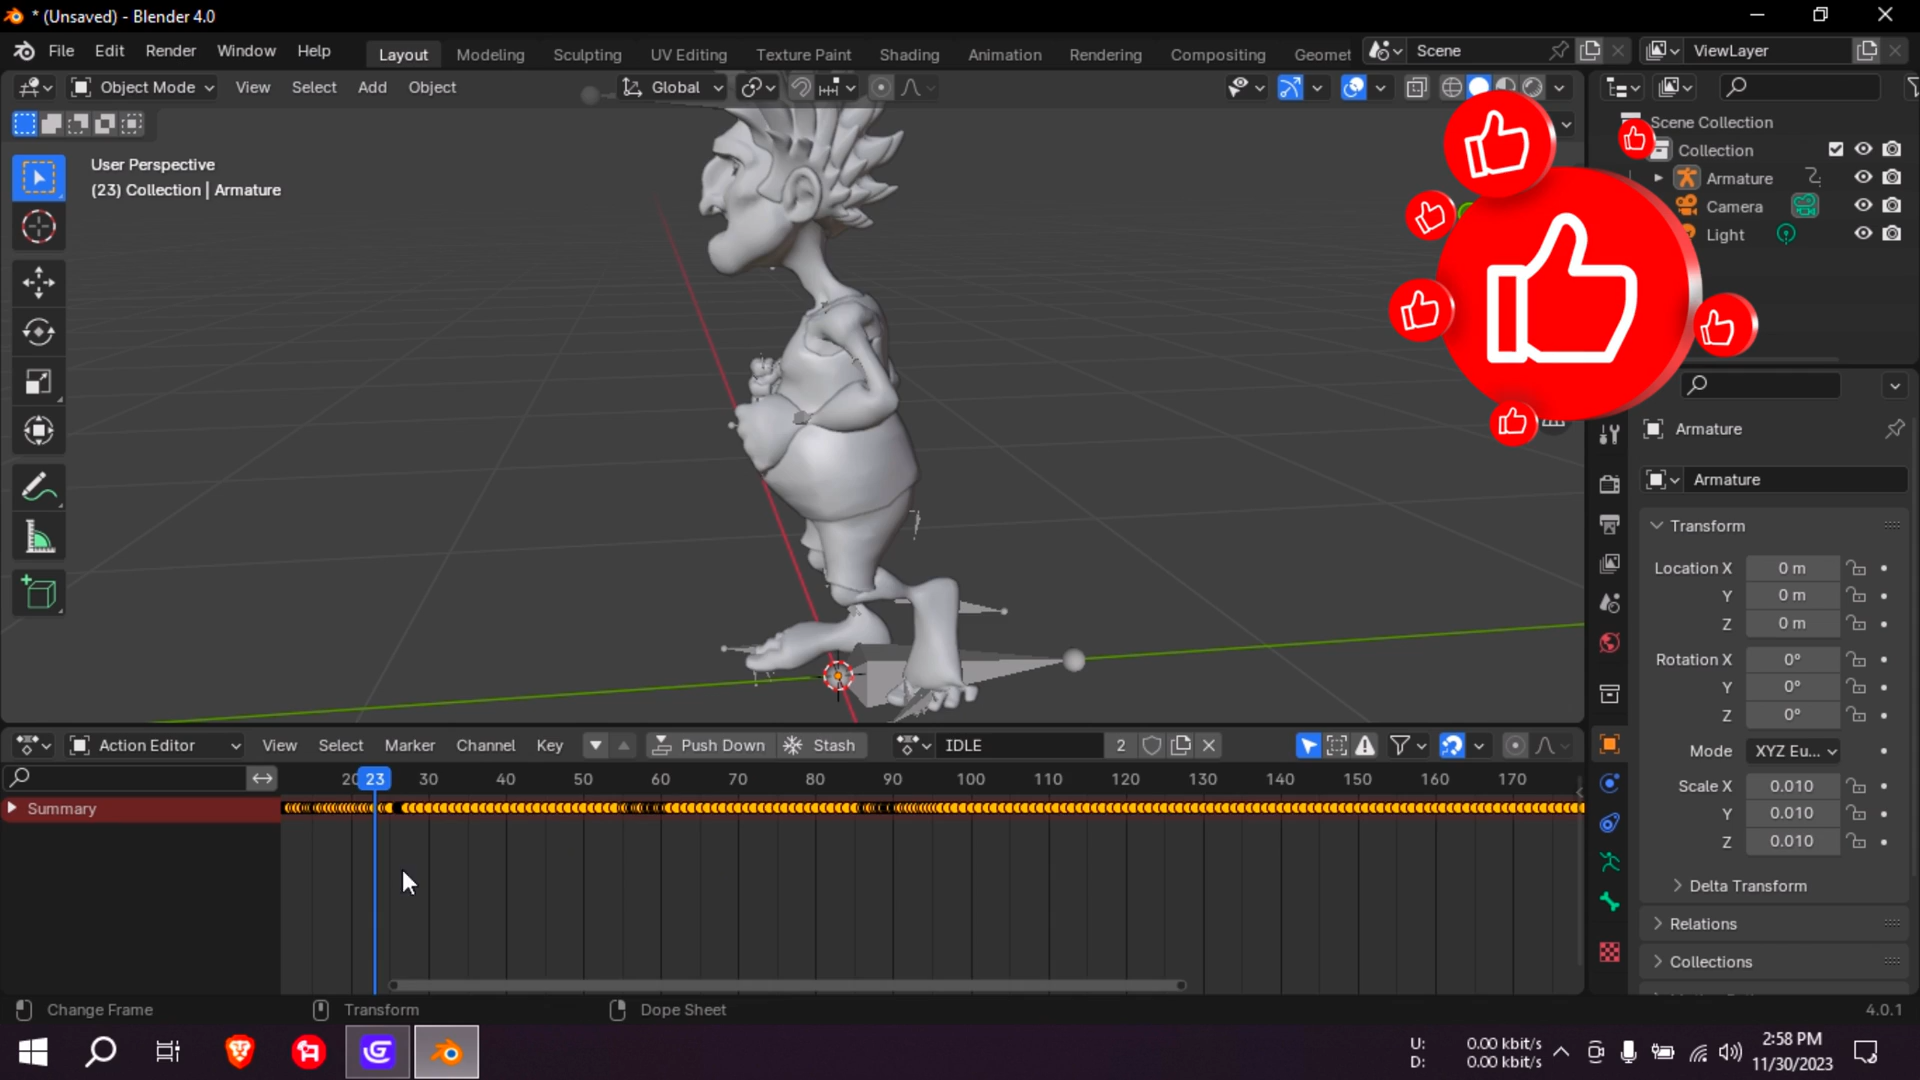 * (Unsaved) - Blender 4.0
File Edit Render Window Help Layout Modeling Sculpting UV Editing Texture Paint Shading Animation Rendering Compositing Geomet Scene ViewLayer
Object Mode View Select Add Object Global
User Perspective
(23) Collection | Armature
Scene Collection
Collection
Armature
Camera
Light
Armature
Armature
Transform
Location X 0 m
Y 0 m
Z 0 m
Rotation X 0°
Y 0°
Z 0°
Mode XYZ Eu...
Scale X 0.010
Y 0.010
Z 0.010
Delta Transform
Relations
Collections
Action Editor View Select Marker Channel Key Push Down Stash IDLE 2
20 23 30 40 50 60 70 80 90 100 110 120 130 140 150 160 170
Summary
Change Frame Transform Dope Sheet 4.0.1
U: 0.00 kbit/s
D: 0.00 kbit/s
2:58 PM
11/30/2023